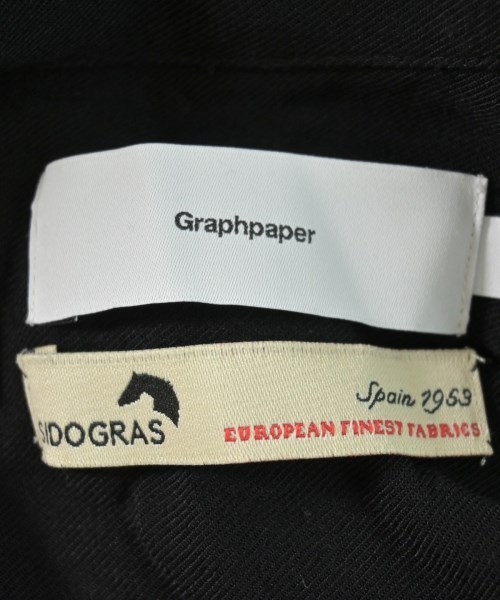 Graphpaper
Spain 1953
SIDOGRAS
EUROPEAN FINEST FABRICS